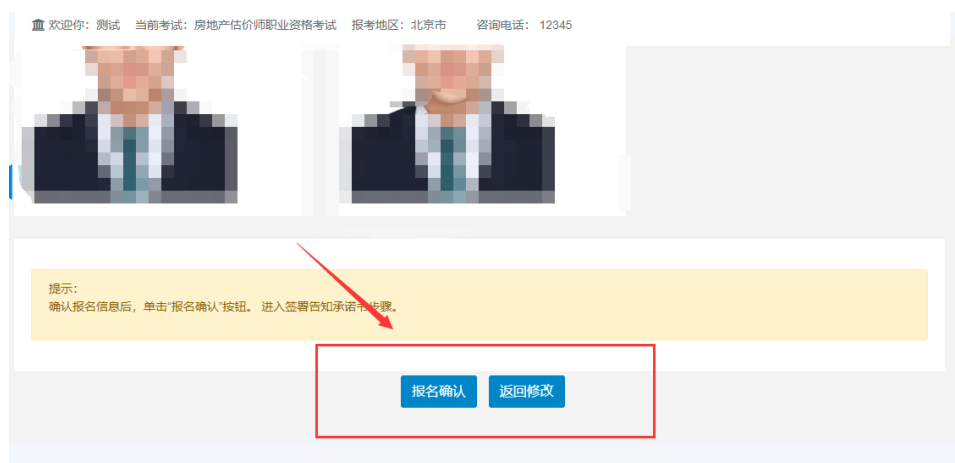 欢迎你：测试 当前考试：房地产估价师职业资格考试 报考地区：北京市 咨询电话： 12345
提示：
确认报名信息后，单击“报名确认”按钮。 进入签署告知承诺书步骤。
报名确认 返回修改